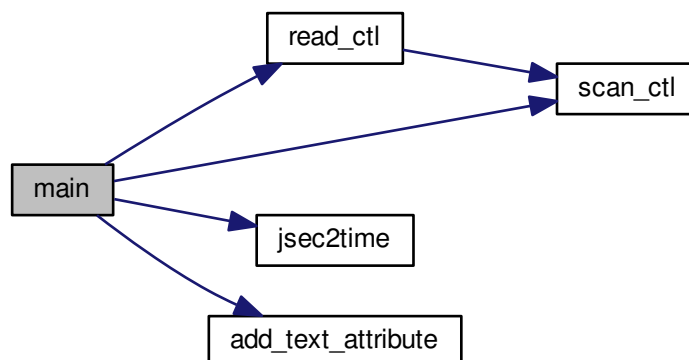 read_ctl
scan_ctl
main
jsec2time
add_text_attribute